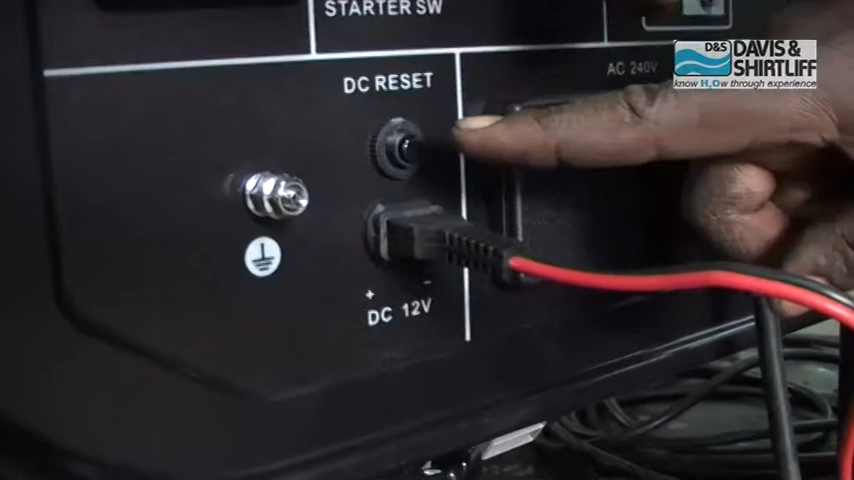 STARTER SW
DC RESET
AC 240V
+ -
DC 12V
D&S
DAVIS &
SHIRTLIFF
know H2Ow through experience